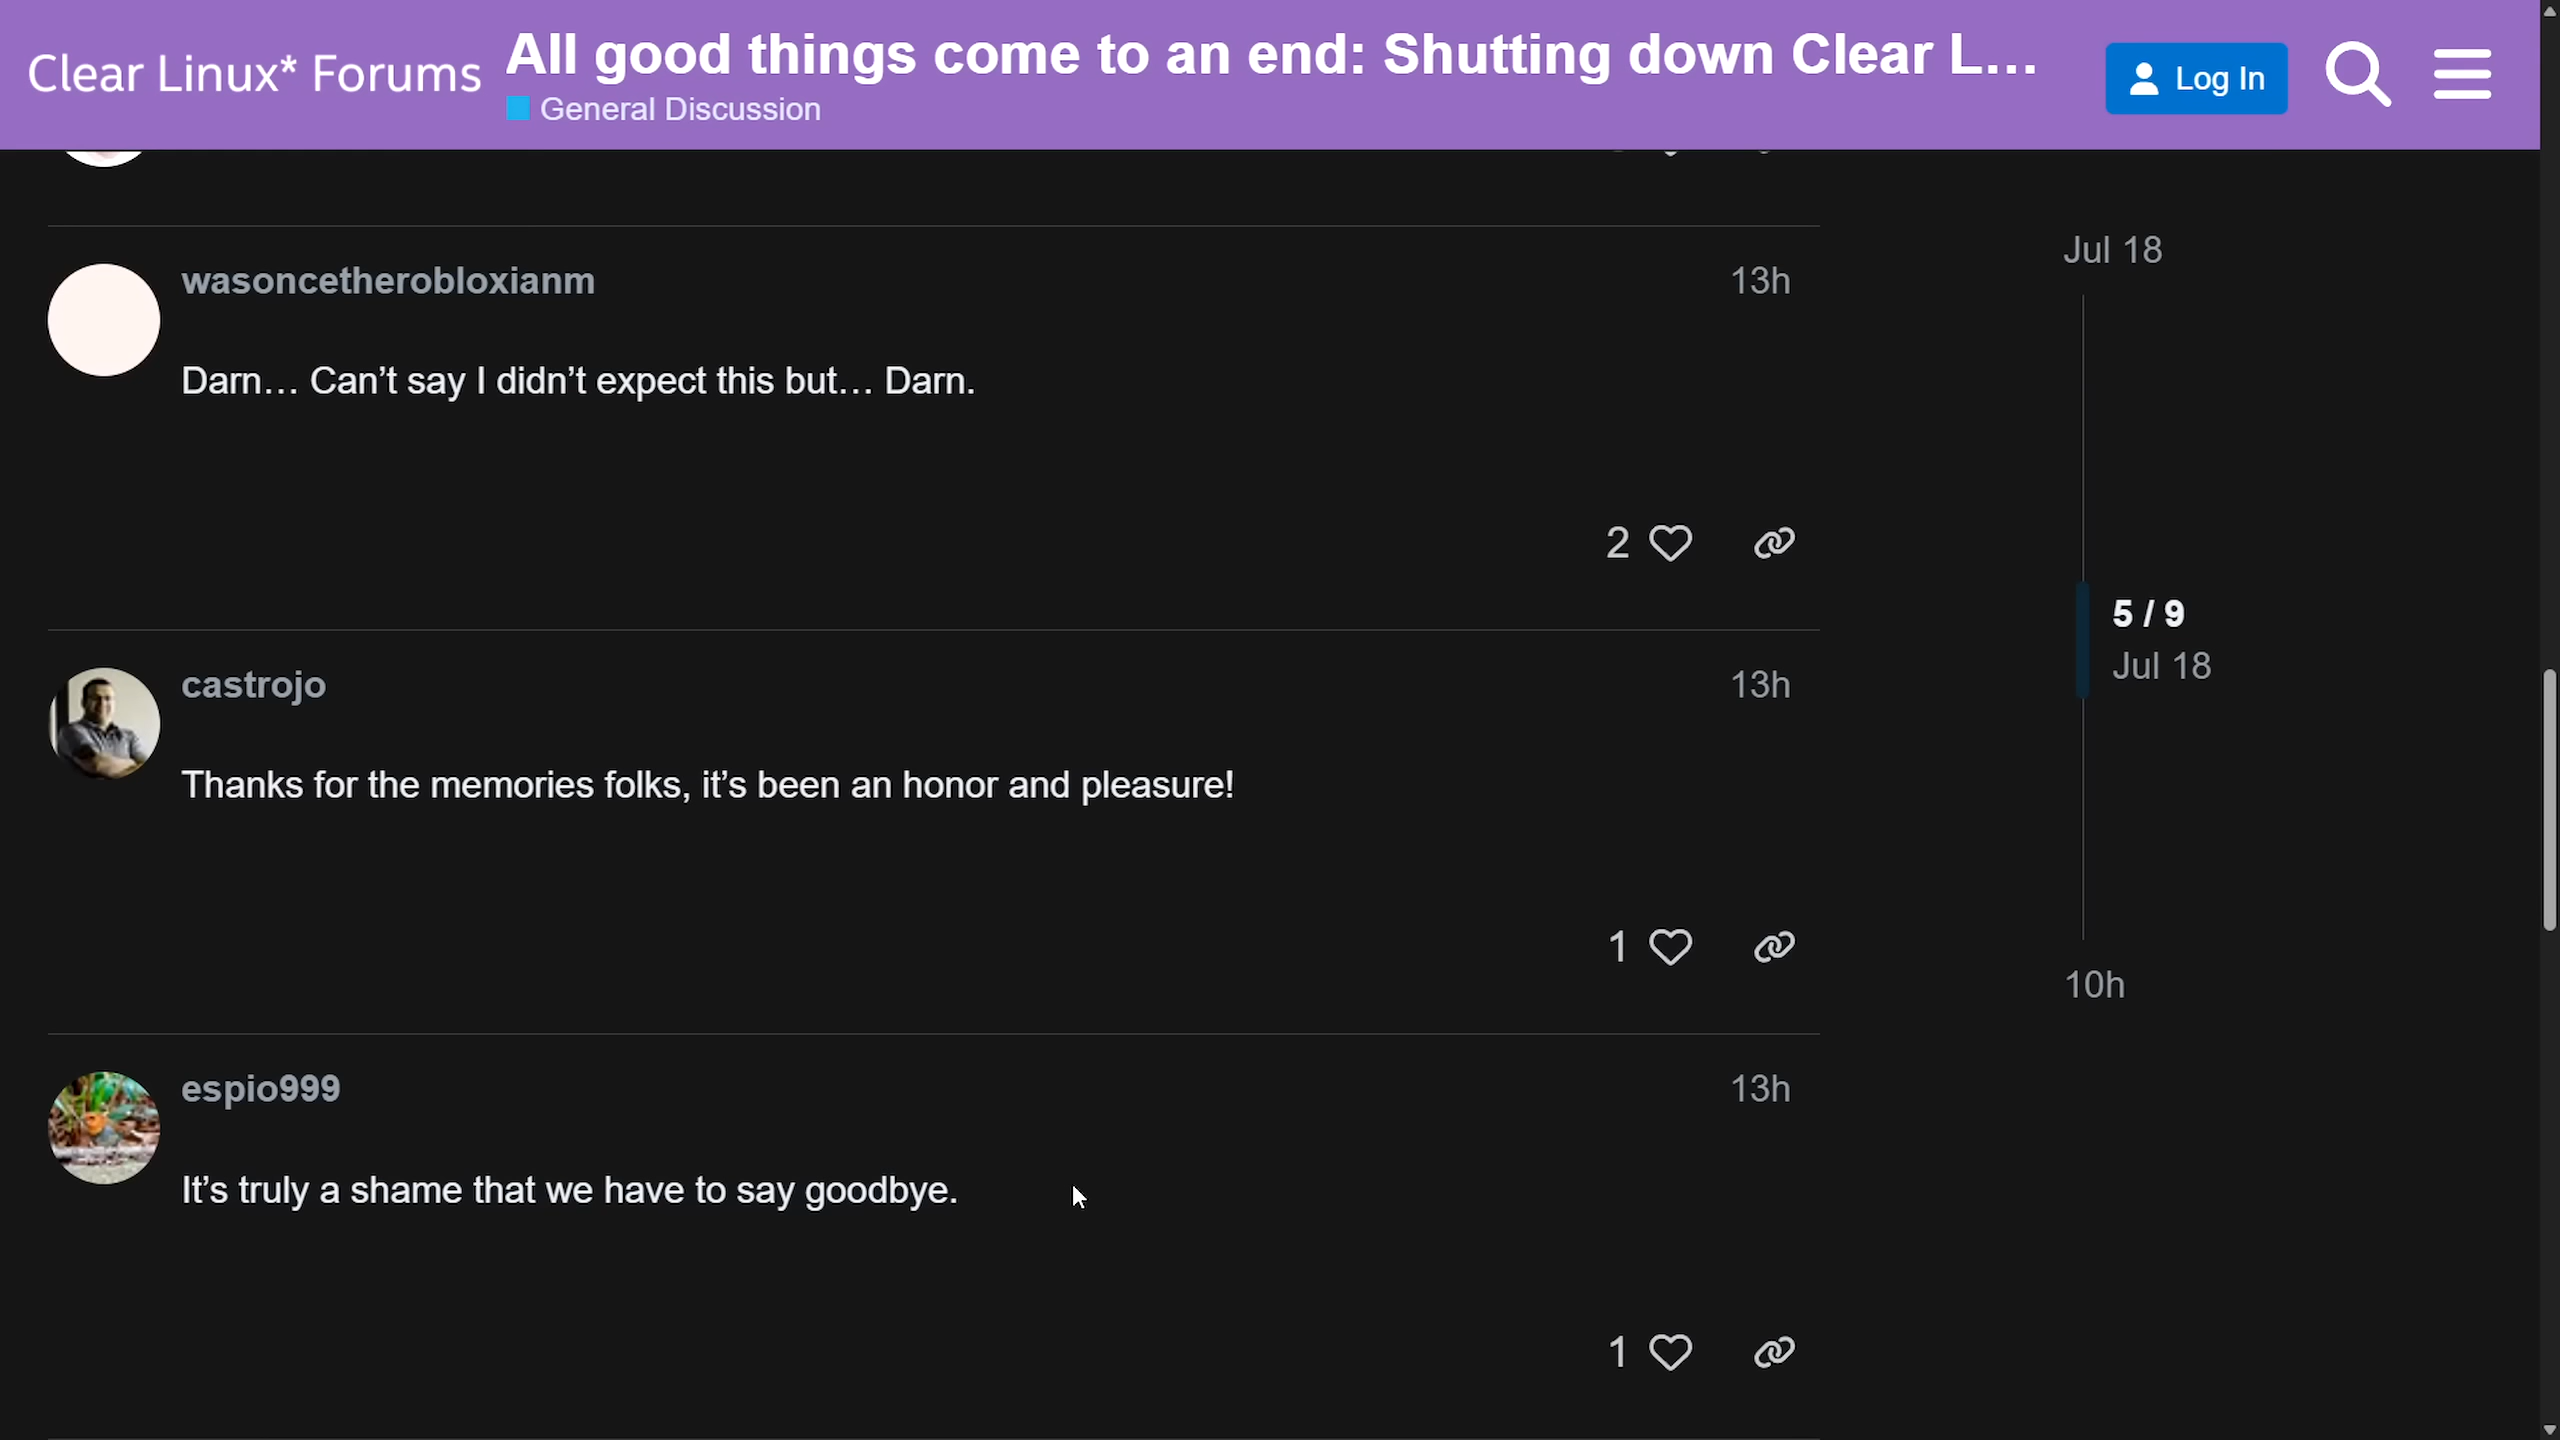 Clear Linux* Forums
All good things come to an end: Shutting down Clear L…
General Discussion
Log In
Jul 18
wasoncetherobloxianm
13h
Darn… Can’t say I didn’t expect this but… Darn.
2
5 / 9
Jul 18
castrojo
13h
Thanks for the memories folks, it’s been an honor and pleasure!
1
10h
espio999
13h
It’s truly a shame that we have to say goodbye.
1